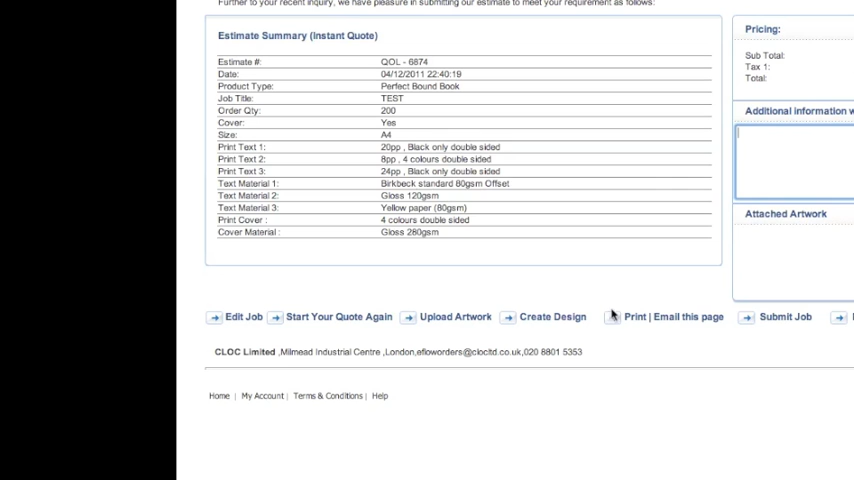 Further to your recent inquiry, we have pleasure in submitting our estimate to meet your requirement as follows:
Estimate Summary (Instant Quote)
Estimate #: QOL - 6874
Date: 04/12/2011 22:40:19
Product Type: Perfect Bound Book
Job Title: TEST
Order Qty: 200
Cover: Yes
Size: A4
Print Text 1: 20pp , Black only double sided
Print Text 2: 8pp , 4 colours double sided
Print Text 3: 24pp , Black only double sided
Text Material 1: Birkbeck standard 80gsm Offset
Text Material 2: Gloss 120gsm
Text Material 3: Yellow paper (80gsm)
Print Cover : 4 colours double sided
Cover Material : Gloss 280gsm
Pricing:
Sub Total:
Tax 1:
Total:
Additional information w
Attached Artwork
Edit Job Start Your Quote Again Upload Artwork Create Design Print | Email this page Submit Job
CLOC Limited ,Milmead Industrial Centre ,London,efloworders@clocltd.co.uk,020 8801 5353
Home | My Account | Terms & Conditions | Help